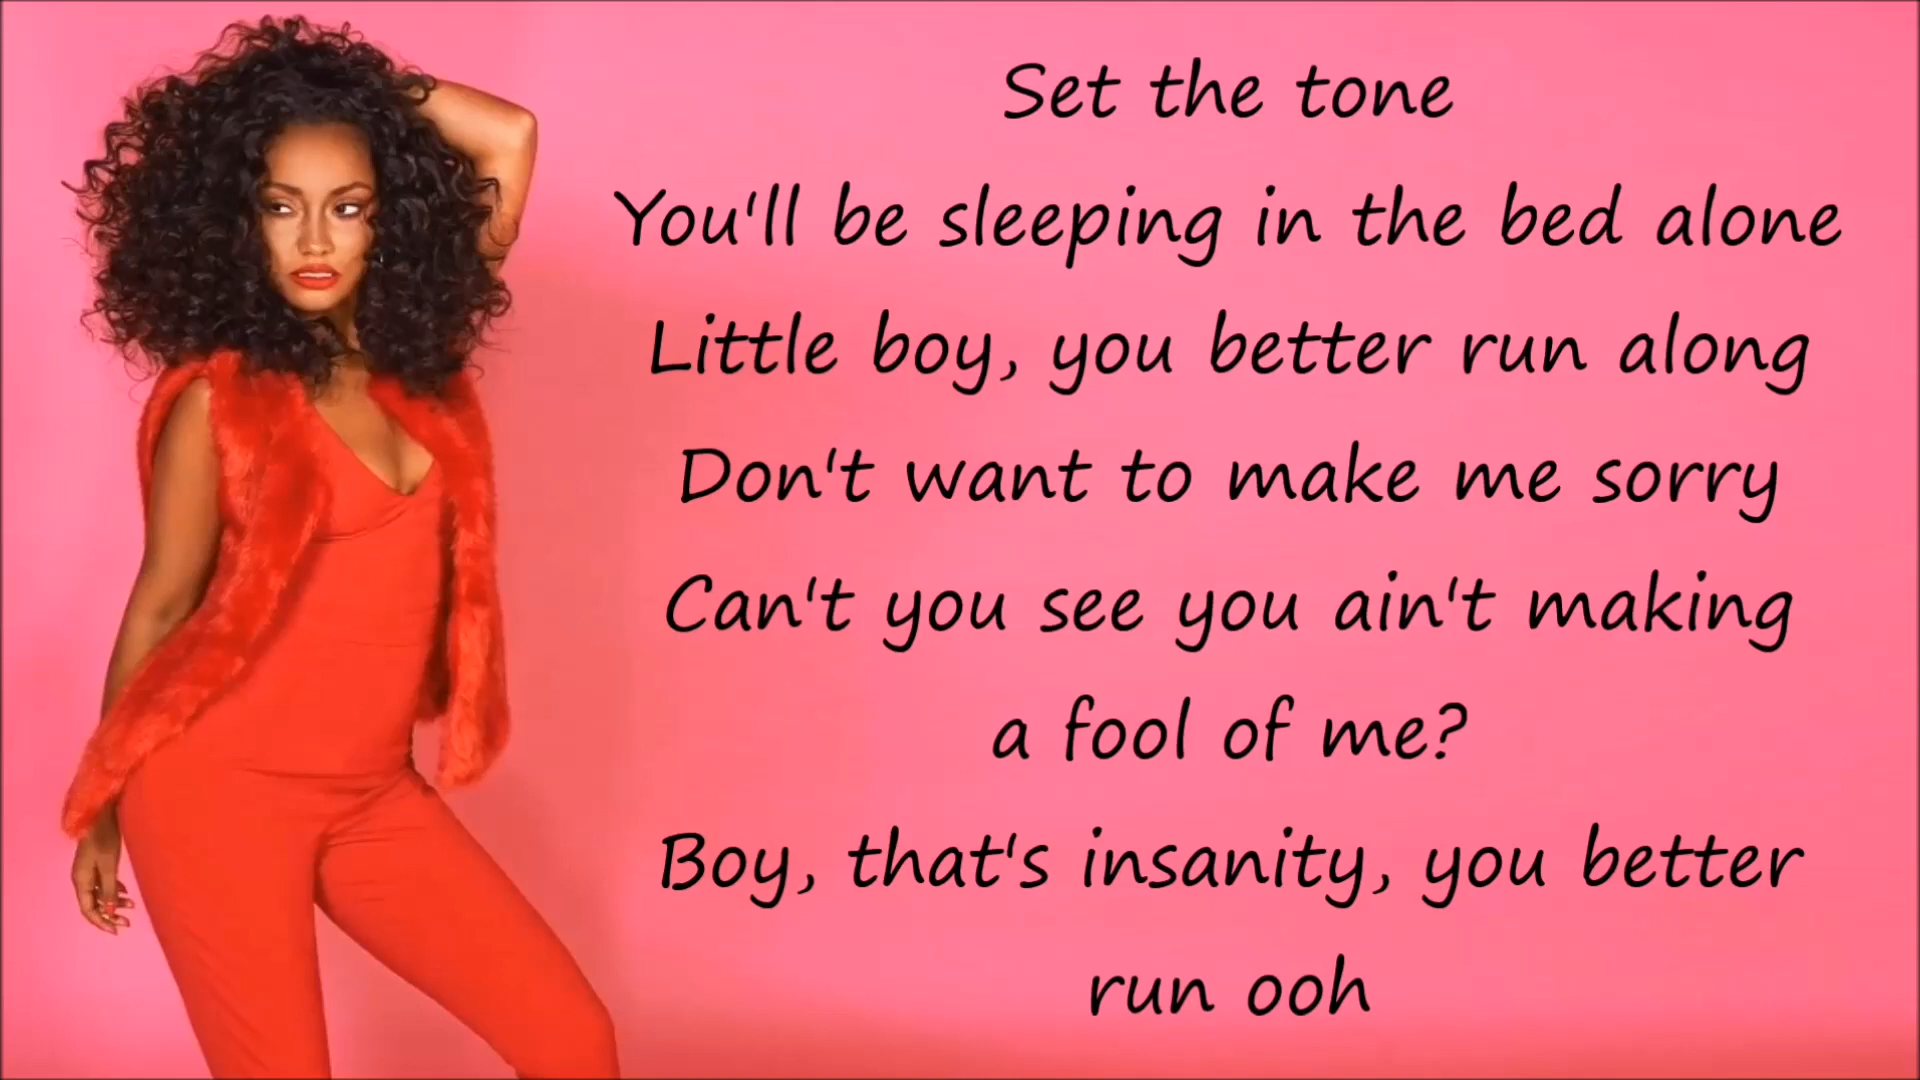 Set the tone
You'll be sleeping in the bed alone
Little boy, you better run along
Don't want to make me sorry
Can't you see you ain't making
a fool of me?
Boy, that's insanity, you better
run ooh